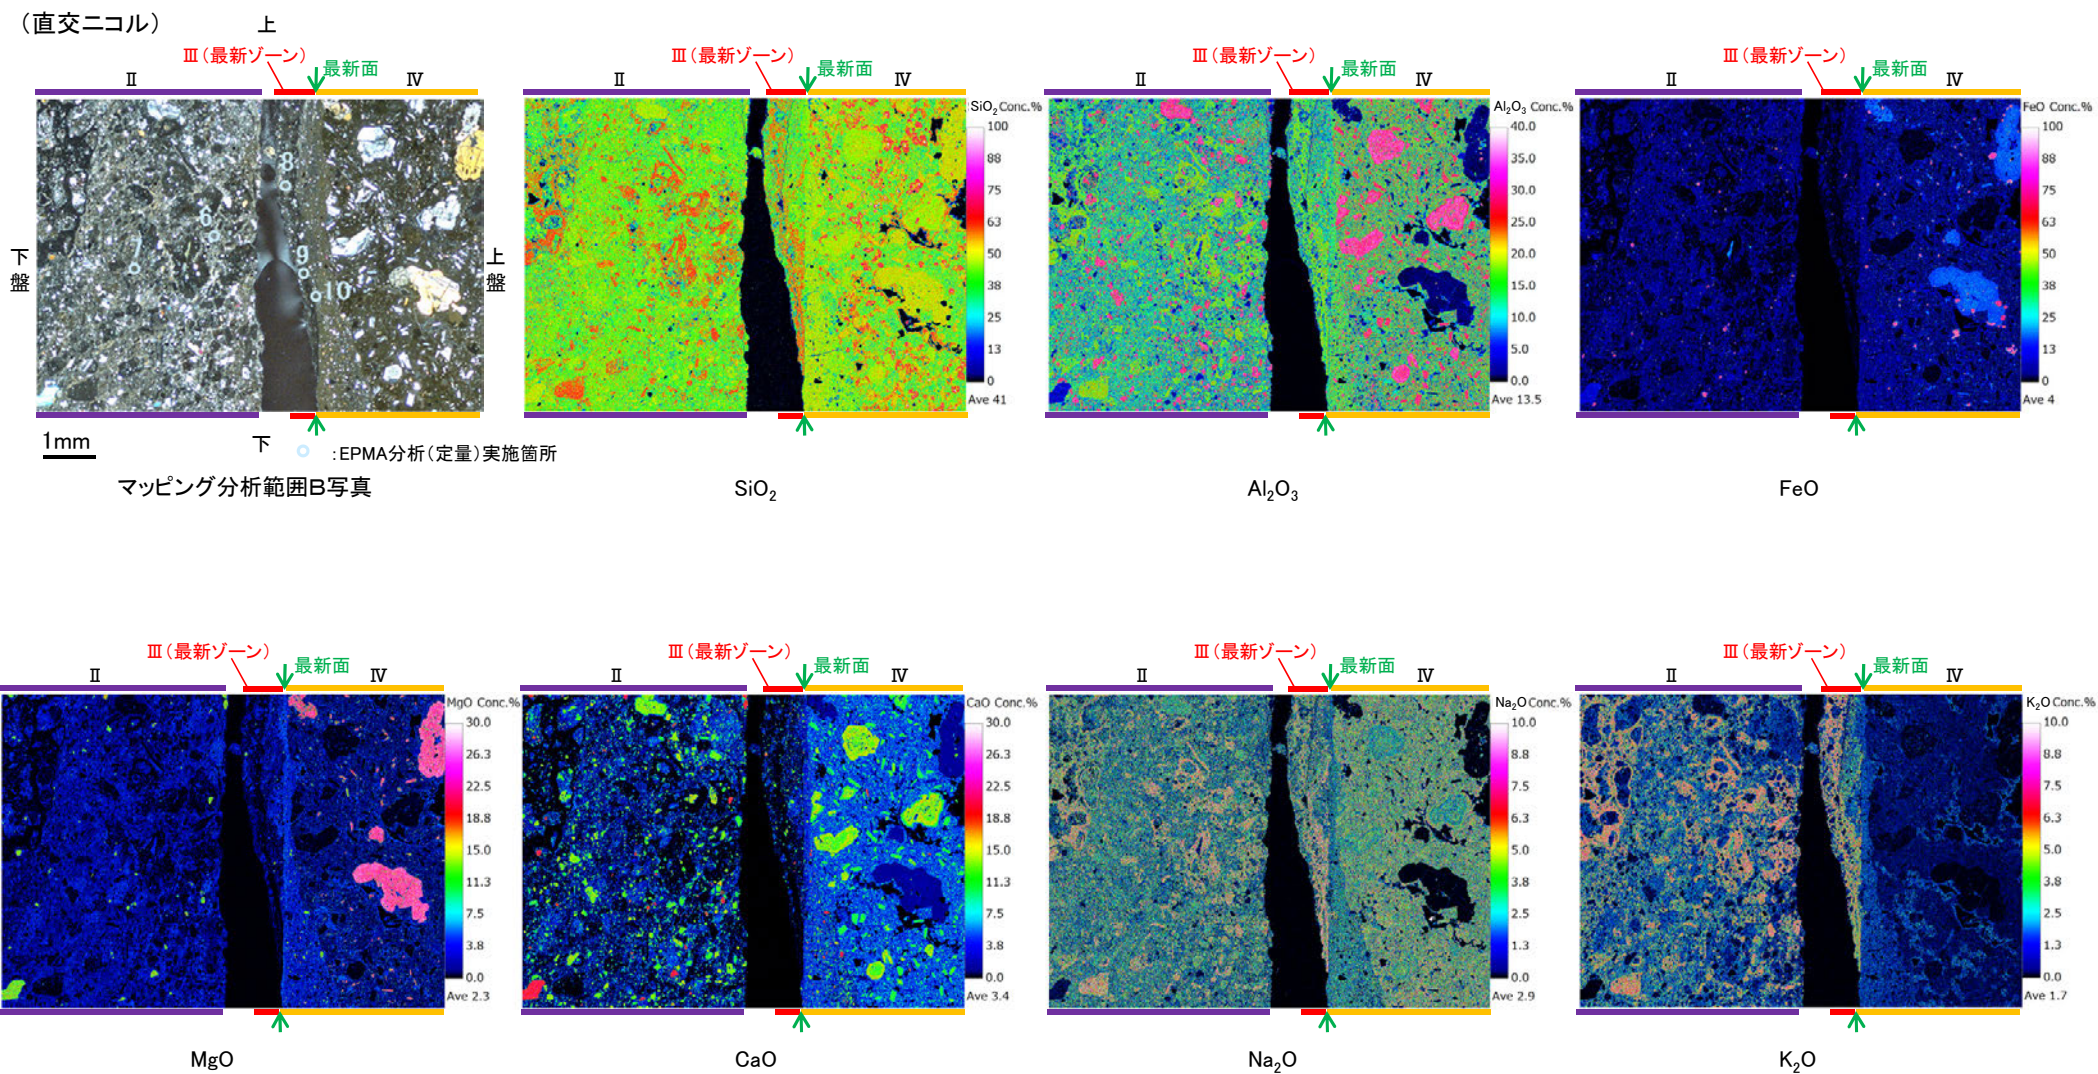 （直交ニコル）
上
Ⅲ（最新ゾーン）
最新面
Ⅱ
Ⅳ
8
6
9
10
下盤
上盤
1mm
下
:EPMA分析（定量）実施箇所
マッピング分析範囲B写真
Ⅲ（最新ゾーン）
最新面
Ⅱ
Ⅳ
SiO₂ Conc.%
100
88
75
63
50
38
25
13
0
Ave 41
SiO₂
Ⅲ（最新ゾーン）
最新面
Ⅱ
Ⅳ
Al₂O₃ Conc.%
40.0
35.0
30.0
25.0
20.0
15.0
10.0
5.0
0.0
Ave 13.5
Al₂O₃
Ⅲ（最新ゾーン）
最新面
Ⅱ
Ⅳ
FeO Conc.%
100
88
75
63
50
38
25
13
0
Ave 4
FeO
Ⅲ（最新ゾーン）
最新面
Ⅱ
Ⅳ
MgO Conc.%
30.0
26.3
22.5
18.8
15.0
11.3
7.5
3.8
0.0
Ave 2.3
MgO
Ⅲ（最新ゾーン）
最新面
Ⅱ
Ⅳ
CaO Conc.%
30.0
26.3
22.5
18.8
15.0
11.3
7.5
3.8
0.0
Ave 3.4
CaO
Ⅲ（最新ゾーン）
最新面
Ⅱ
Ⅳ
Na₂O Conc.%
10.0
8.8
7.5
6.3
5.0
3.8
2.5
1.3
0.0
Ave 2.9
Na₂O
Ⅲ（最新ゾーン）
最新面
Ⅱ
Ⅳ
K₂O Conc.%
10.0
8.8
7.5
6.3
5.0
3.8
2.5
1.3
0.0
Ave 1.7
K₂O